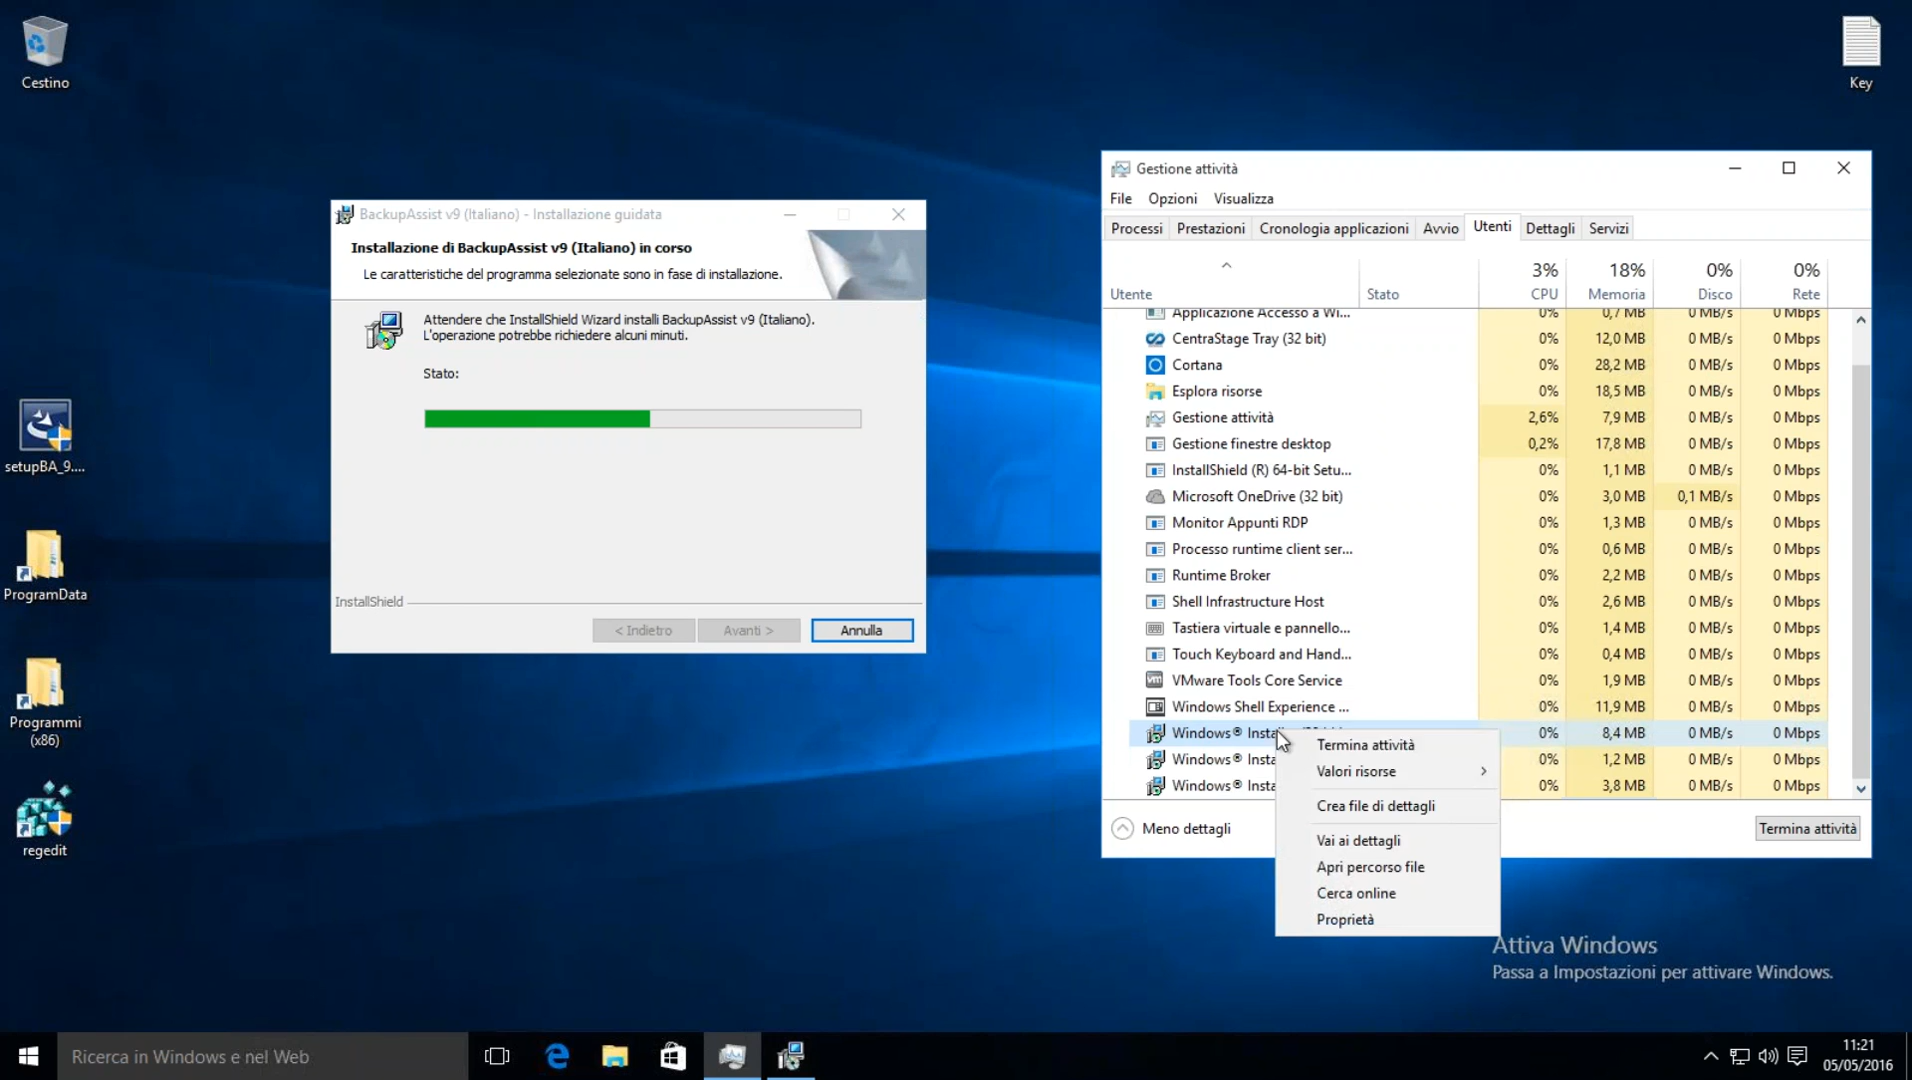 Cestino
Key
setupBA_9....
ProgramData
Programmi
(x86)
regedit
BackupAssist v9 (Italiano) - Installazione guidata
Installazione di BackupAssist v9 (Italiano) in corso
Le caratteristiche del programma selezionate sono in fase di installazione.
Attendere che InstallShield Wizard installi BackupAssist v9 (Italiano).
L'operazione potrebbe richiedere alcuni minuti.
Stato:
InstallShield
< Indietro Avanti > Annulla
Gestione attività
File Opzioni Visualizza
Processi Prestazioni Cronologia applicazioni Avvio Utenti Dettagli Servizi
3% 18% 0% 0%
Utente Stato CPU Memoria Disco Rete
Applicazione Accesso a Wi... 0% 0,7 MB 0 MB/s 0 Mbps
CentraStage Tray (32 bit) 0% 12,0 MB 0 MB/s 0 Mbps
Cortana 0% 28,2 MB 0 MB/s 0 Mbps
Esplora risorse 0% 18,5 MB 0 MB/s 0 Mbps
Gestione attività 2,6% 7,9 MB 0 MB/s 0 Mbps
Gestione finestre desktop 0,2% 17,8 MB 0 MB/s 0 Mbps
InstallShield (R) 64-bit Setu... 0% 1,1 MB 0 MB/s 0 Mbps
Microsoft OneDrive (32 bit) 0% 3,0 MB 0,1 MB/s 0 Mbps
Monitor Appunti RDP 0% 1,3 MB 0 MB/s 0 Mbps
Processo runtime client ser... 0% 0,6 MB 0 MB/s 0 Mbps
Runtime Broker 0% 2,2 MB 0 MB/s 0 Mbps
Shell Infrastructure Host 0% 2,6 MB 0 MB/s 0 Mbps
Tastiera virtuale e pannello... 0% 1,4 MB 0 MB/s 0 Mbps
Touch Keyboard and Hand... 0% 0,4 MB 0 MB/s 0 Mbps
VMware Tools Core Service 0% 1,9 MB 0 MB/s 0 Mbps
Windows Shell Experience ... 0% 11,9 MB 0 MB/s 0 Mbps
Windows® 0% 8,4 MB 0 MB/s 0 Mbps
Windows® Insta 0% 1,2 MB 0 MB/s 0 Mbps
Windows® Insta 0% 3,8 MB 0 MB/s 0 Mbps
Termina attività
Valori risorse
Crea file di dettagli
Vai ai dettagli
Apri percorso file
Cerca online
Proprietà
Meno dettagli Termina attività
Attiva Windows
Passa a Impostazioni per attivare Windows.
Ricerca in Windows e nel Web
11:21
05/05/2016